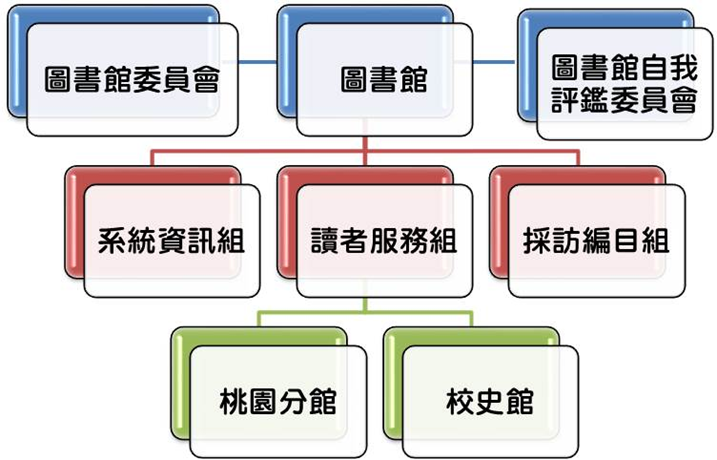 圖書館委員會
圖書館
圖書館自我
評鑑委員會
系統資訊組
讀者服務組
採訪編目組
桃園分館
校史館